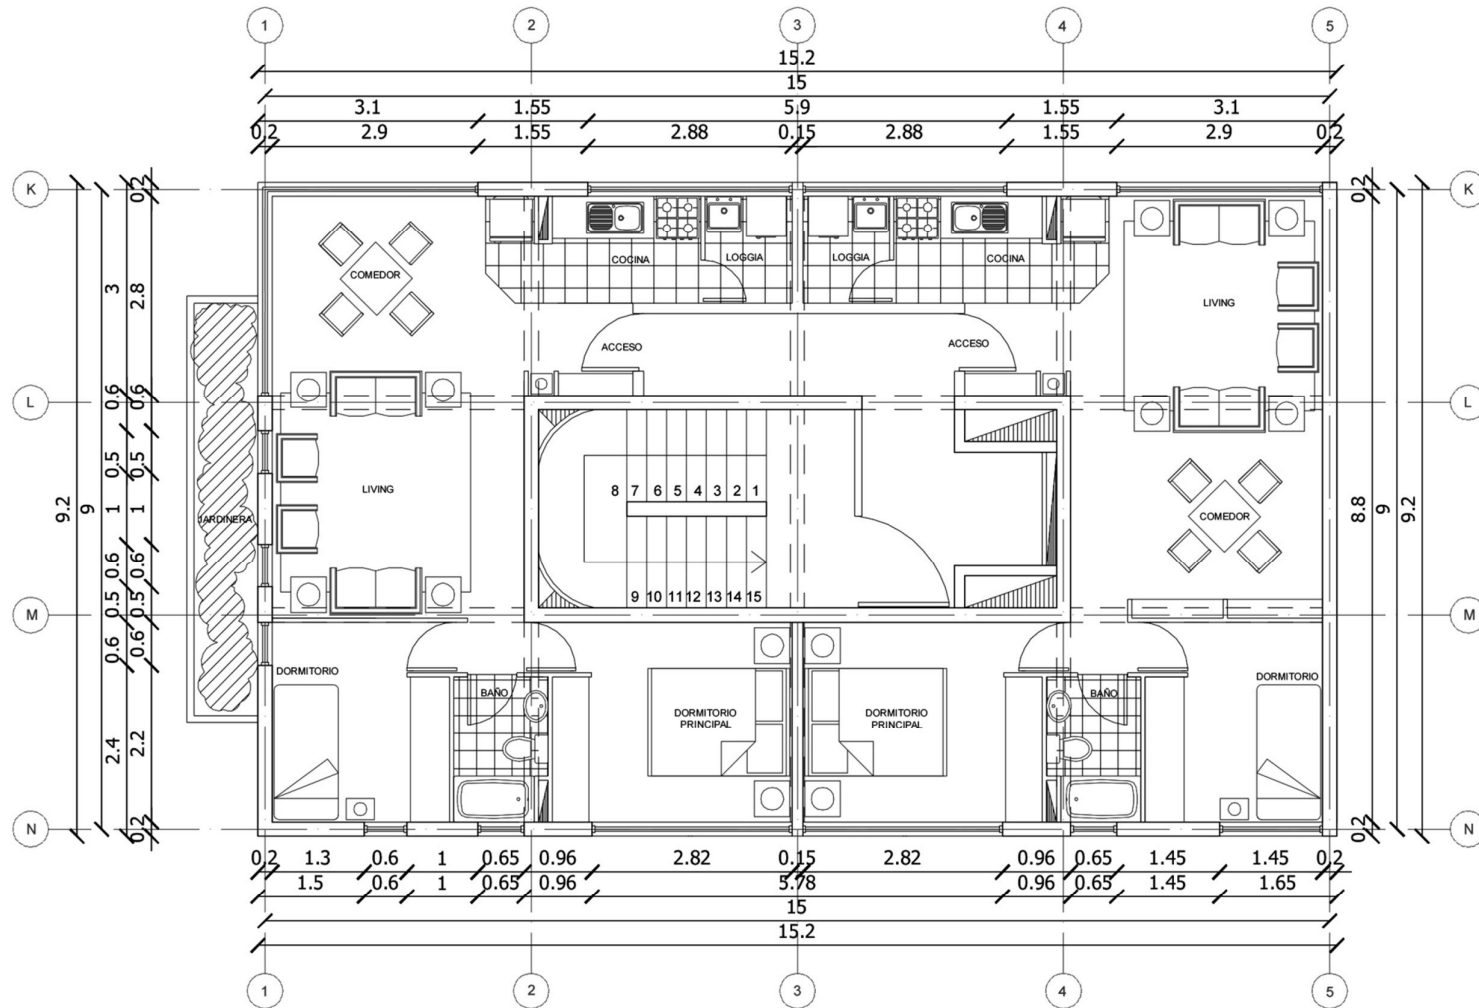 1 2 3 4 5
15.2
15
3.1 1.55 5.9 1.55 3.1
0.2 2.9 1.55 2.88 0.15 2.88 1.55 2.9 0.2
K 0.2 0.2 K
COCINA LOGGIA LOGGIA COCINA
COMEDOR
3 2.8
LIVING
ACCESO ACCESO
L 0.6 0.6 L
0.5 0.5
LIVING
8 7 6 5 4 3 2 1
9.2 9 1 1 8.8 9 9.2
JARDINERA
COMEDOR
0.6 0.6
9 10 11 12 13 14 15
0.5 0.5
M M
0.6 0.6
DORMITORIO DORMITORIO
BAÑO BAÑO
DORMITORIO
PRINCIPAL
DORMITORIO
PRINCIPAL
2.4 2.2
N 0.2 0.2 N
0.2 1.3 0.6 1 0.65 0.96 2.82 0.15 2.82 0.96 0.65 1.45 1.45 0.2
1.5 0.6 1 0.65 0.96 5.78 0.96 0.65 1.45 1.65
15
15.2
1 2 3 4 5